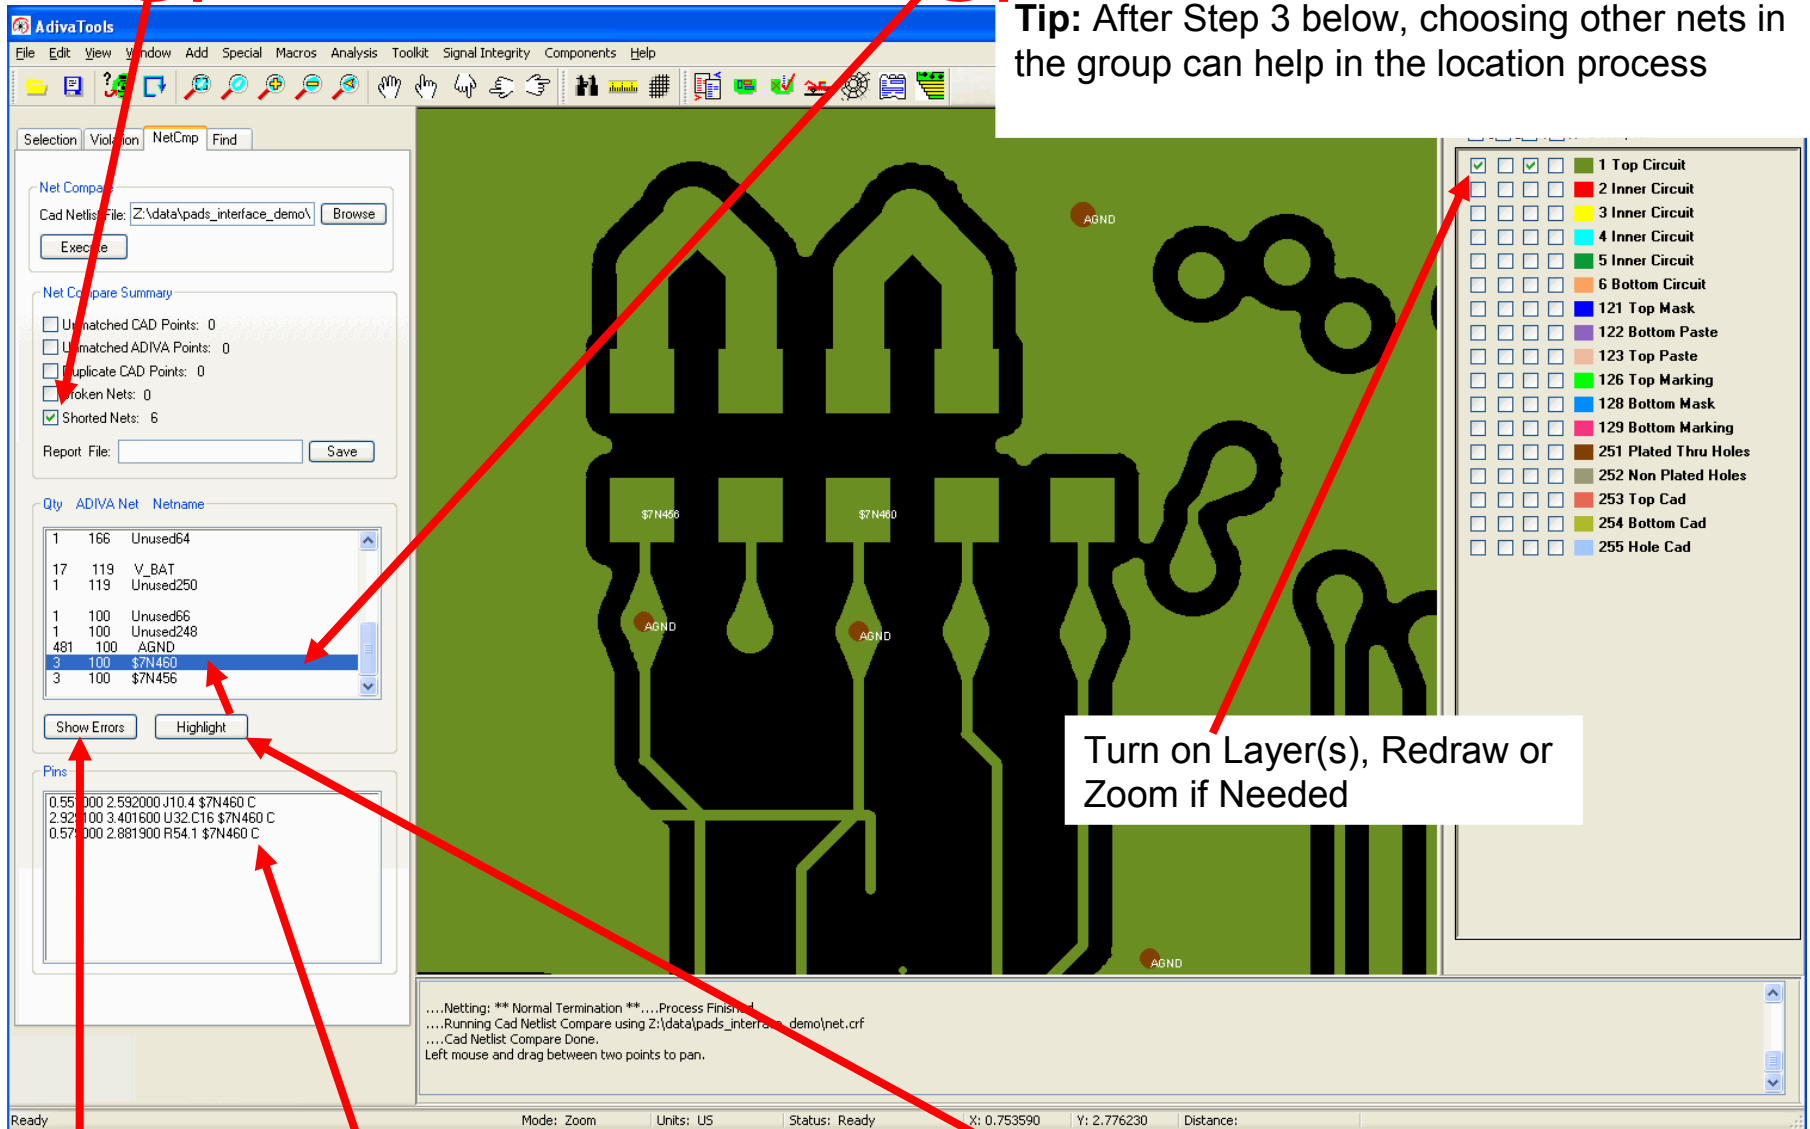 AdivaTools
Tip: After Step 3 below, choosing other nets in
the group can help in the location process
File Edit View Window Add Special Macros Analysis Toolkit Signal Integrity Components Help
Selection Violation NetCmp Find
Net Compare
Cad Netlist File: Z:\data\pads_interface_demo\ Browse
Execute
Net Compare Summary
Unmatched CAD Points: 0
Unmatched ADIVA Points: 0
Duplicate CAD Points: 0
Broken Nets: 0
Shorted Nets: 6
Report File: Save
Qty ADIVA Net Netname
1 166 Unused64
17 119 V_BAT
1 119 Unused250
1 100 Unused66
1 100 Unused248
481 100 AGND
3 100 $7N460
3 100 $7N456
Show Errors Highlight
Pins
2.592000 J10.4 $7N460 C
3.401600 U32.C16 $7N460 C
2.881900 R54.1 $7N460 C
AGND
$7N456 $7N460
AGND AGND
AGND
1 Top Circuit
2 Inner Circuit
3 Inner Circuit
4 Inner Circuit
5 Inner Circuit
6 Bottom Circuit
121 Top Mask
122 Bottom Paste
123 Top Paste
126 Top Marking
128 Bottom Mask
129 Bottom Marking
251 Plated Thru Holes
252 Non Plated Holes
253 Top Cad
254 Bottom Cad
255 Hole Cad
Turn on Layer(s), Redraw or
Zoom if Needed
....Netting: ** Normal Termination **....Process Finished
....Running Cad Netlist Compare using Z:\data\pads_interface_demo\net.crf
....Cad Netlist Compare Done.
Left mouse and drag between two points to pan.
Ready Mode: Zoom Units: US Status: Ready X: 0.753590 Y: 2.776230 Distance: